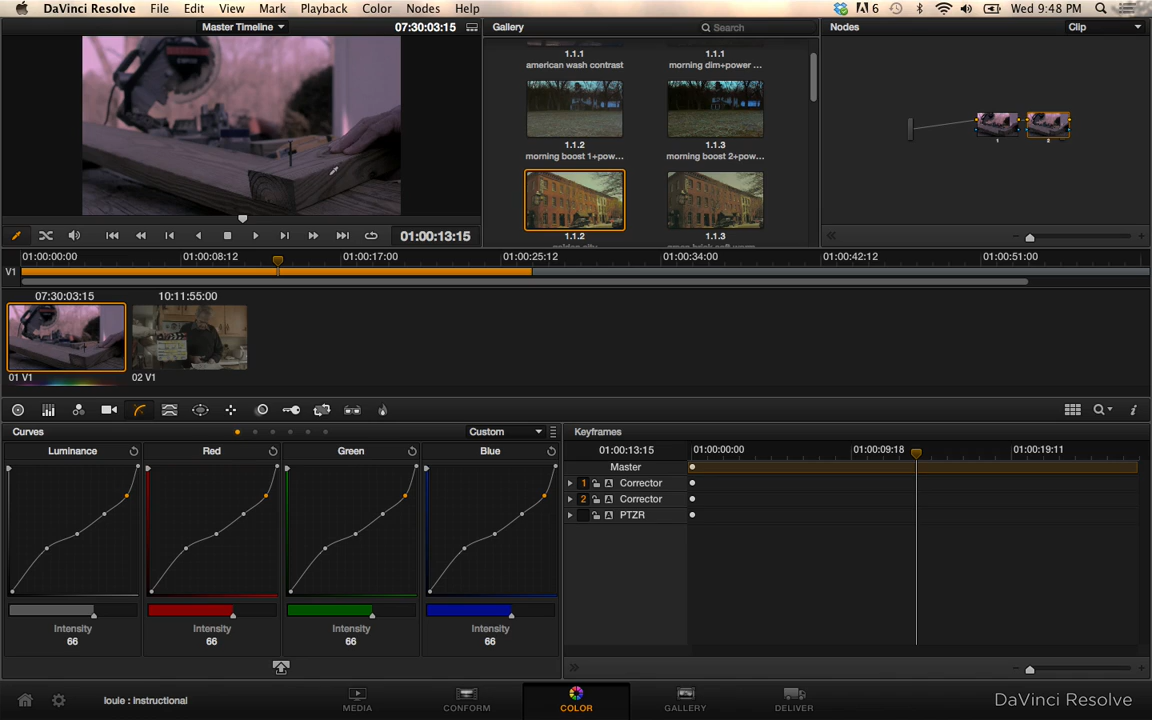 DaVinci Resolve File Edit View Mark Playback Color Nodes Help 6 Wed 9:48 PM
Master Timeline 07:30:03:15 Gallery Search Nodes Clip
1.1.1 1.1.1
american wash contrast morning dim+power ...
1.1.2 1.1.3
morning boost 1+pow... morning boost 2+pow...
1.1.2 1.1.3
1 2
01:00:13:15
01:00:00:00 01:00:08:12 01:00:17:00 01:00:25:12 01:00:34:00 01:00:42:12 01:00:51:00
V1
07:30:03:15 10:11:55:00
01 V1 02 V1
Curves Custom Keyframes
Luminance Red Green Blue
01:00:13:15 01:00:00:00 01:00:09:18 01:00:19:11
Master
1 A Corrector
2 A Corrector
A PTZR
Intensity Intensity Intensity Intensity
66 66 66 66
louie : Instructional MEDIA CONFORM COLOR GALLERY DELIVER DaVinci Resolve